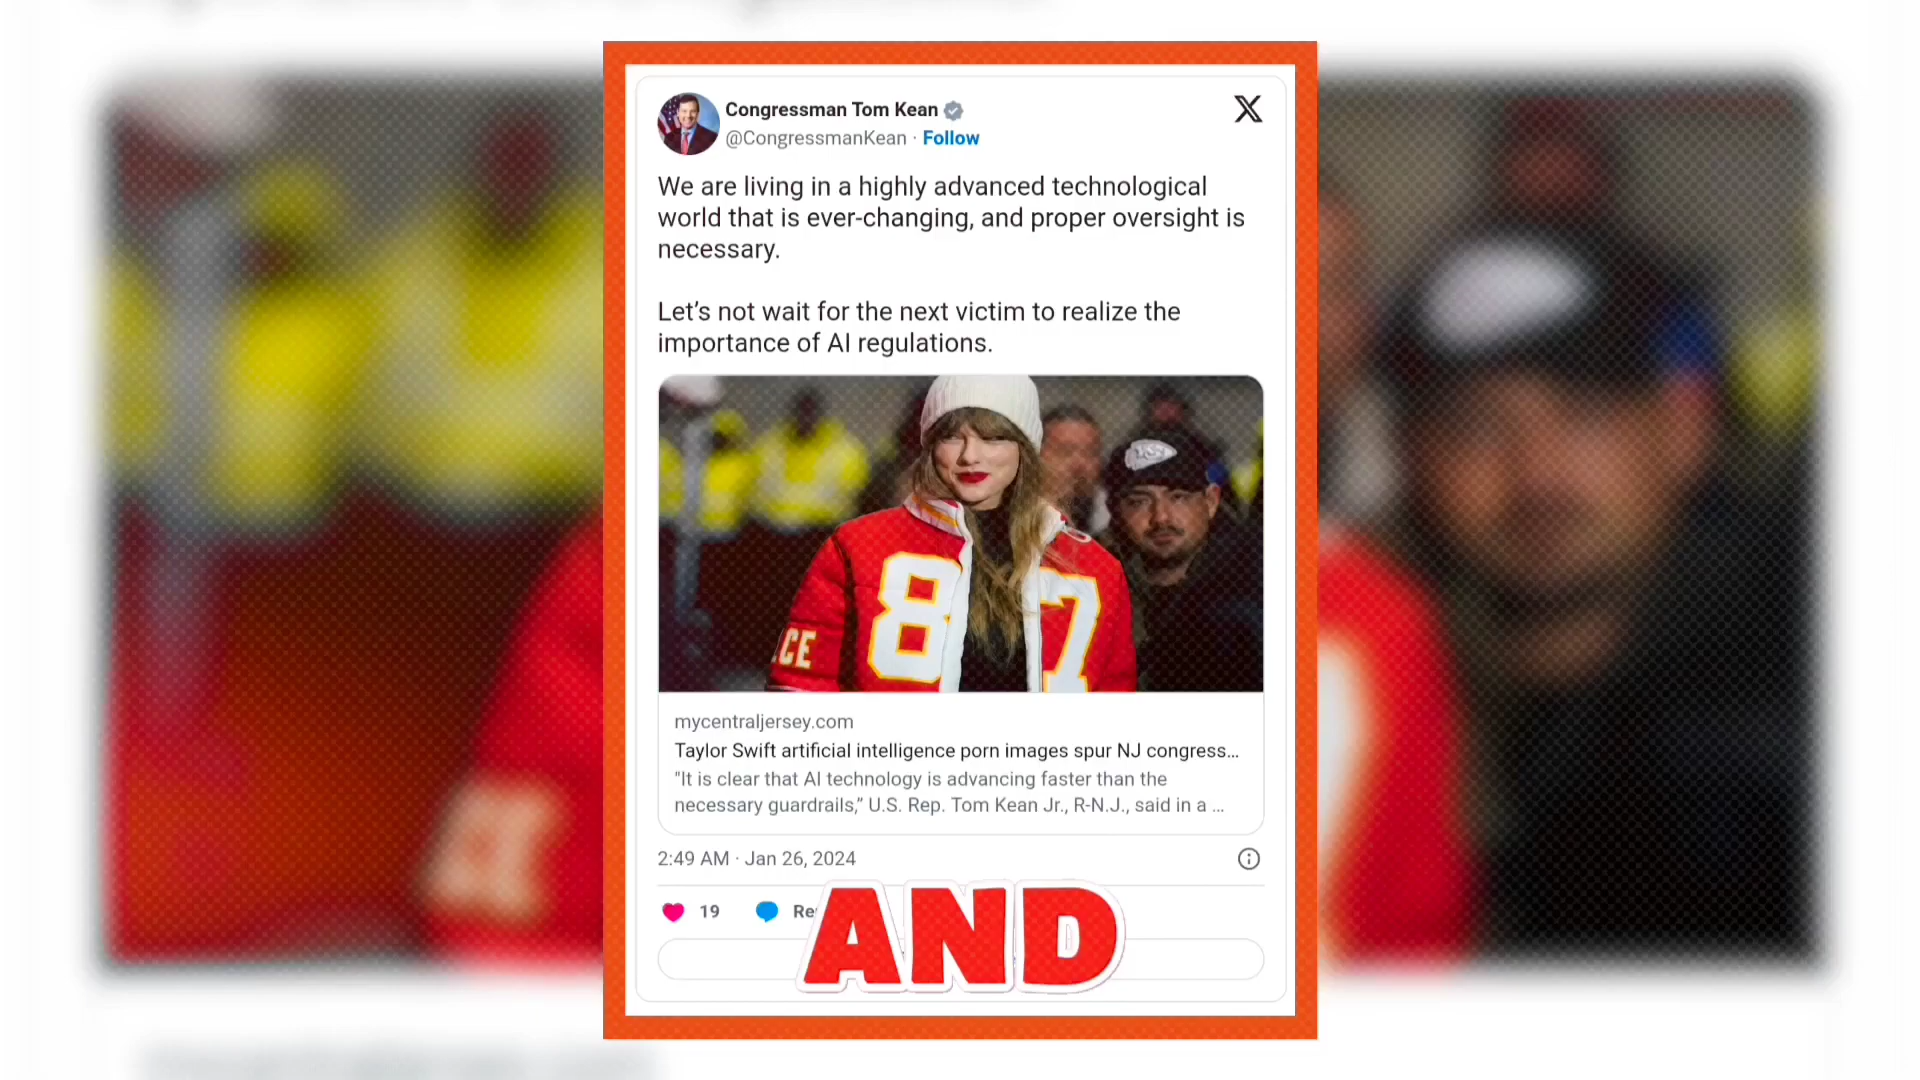 Congressman Tom Kean
@CongressmanKean · Follow
We are living in a highly advanced technological
world that is ever-changing, and proper oversight is
necessary.
Let’s not wait for the next victim to realize the
importance of AI regulations.
8 7
CE
mycentraljersey.com
Taylor Swift artificial intelligence porn images spur NJ congress...
"It is clear that AI technology is advancing faster than the
necessary guardrails,” U.S. Rep. Tom Kean Jr., R-N.J., said in a ...
2:49 AM · Jan 26, 2024
19
AND